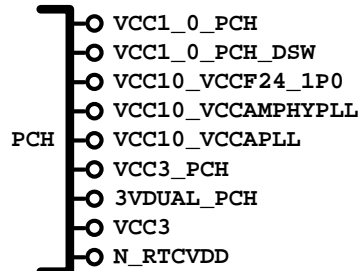 VCC1_0_PCH
VCC1_0_PCH_DSW
VCC10_VCCF24_1P0
VCC10_VCCAMPHYPLL
PCH VCC10_VCCAPLL
VCC3_PCH
3VDUAL_PCH
VCC3
N_RTCVDD